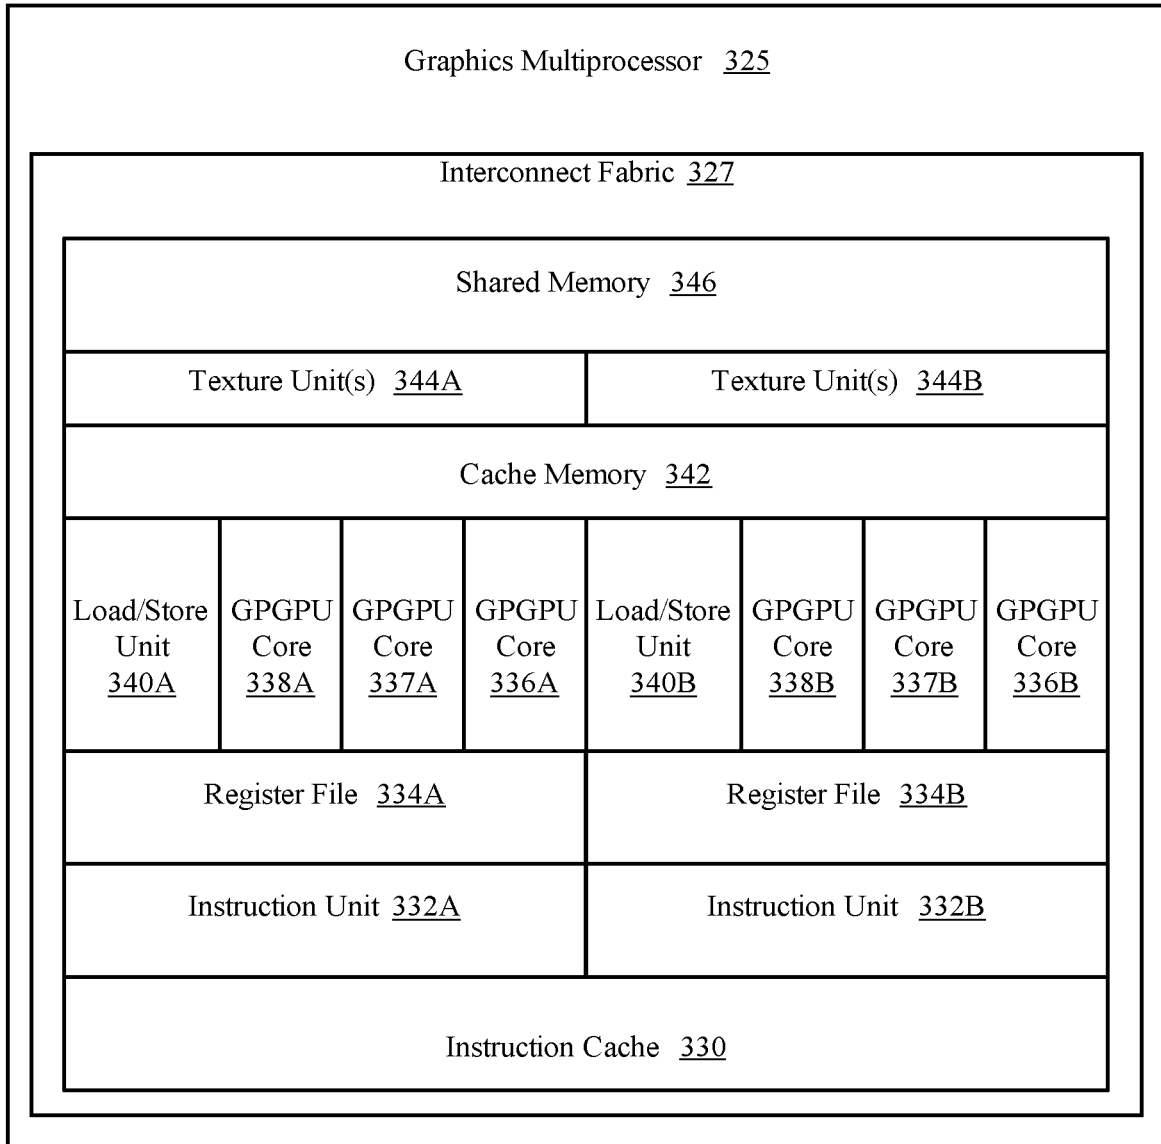 Graphics Multiprocessor 325
Interconnect Fabric 327
Shared Memory 346
Texture Unit(s) 344A
Texture Unit(s) 344B
Cache Memory 342
Load/Store
Unit
340A
GPGPU
Core
338A
GPGPU
Core
337A
GPGPU
Core
336A
Load/Store
Unit
340B
GPGPU
Core
338B
GPGPU
Core
337B
GPGPU
Core
336B
Register File 334A
Register File 334B
Instruction Unit 332A
Instruction Unit 332B
Instruction Cache 330